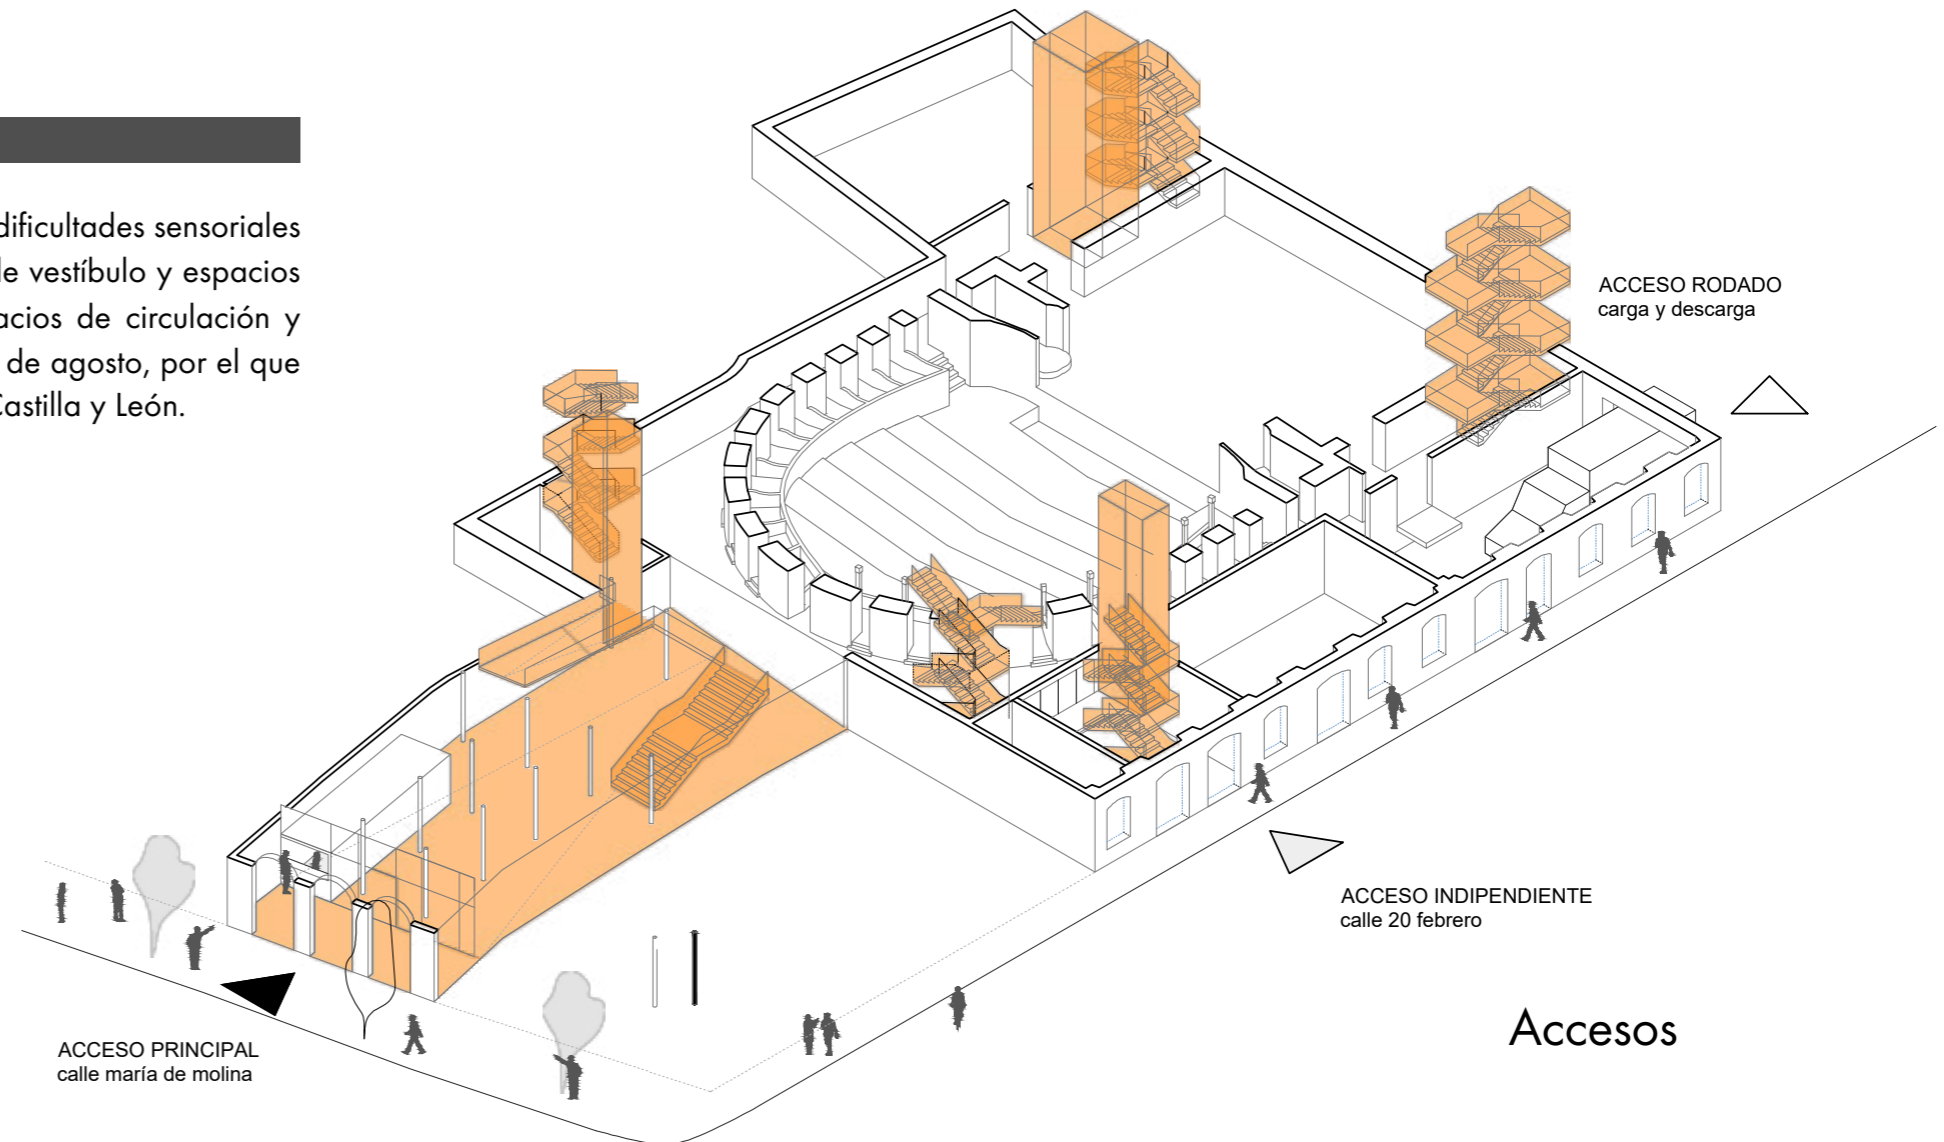 dificultades sensoriales
de vestíbulo y espacios
acios de circulación y
de agosto, por el que
Castilla y León.
ACCESO RODADO
carga y descarga
ACCESO INDIPENDIENTE
calle 20 febrero
Accesos
ACCESO PRINCIPAL
calle maría de molina